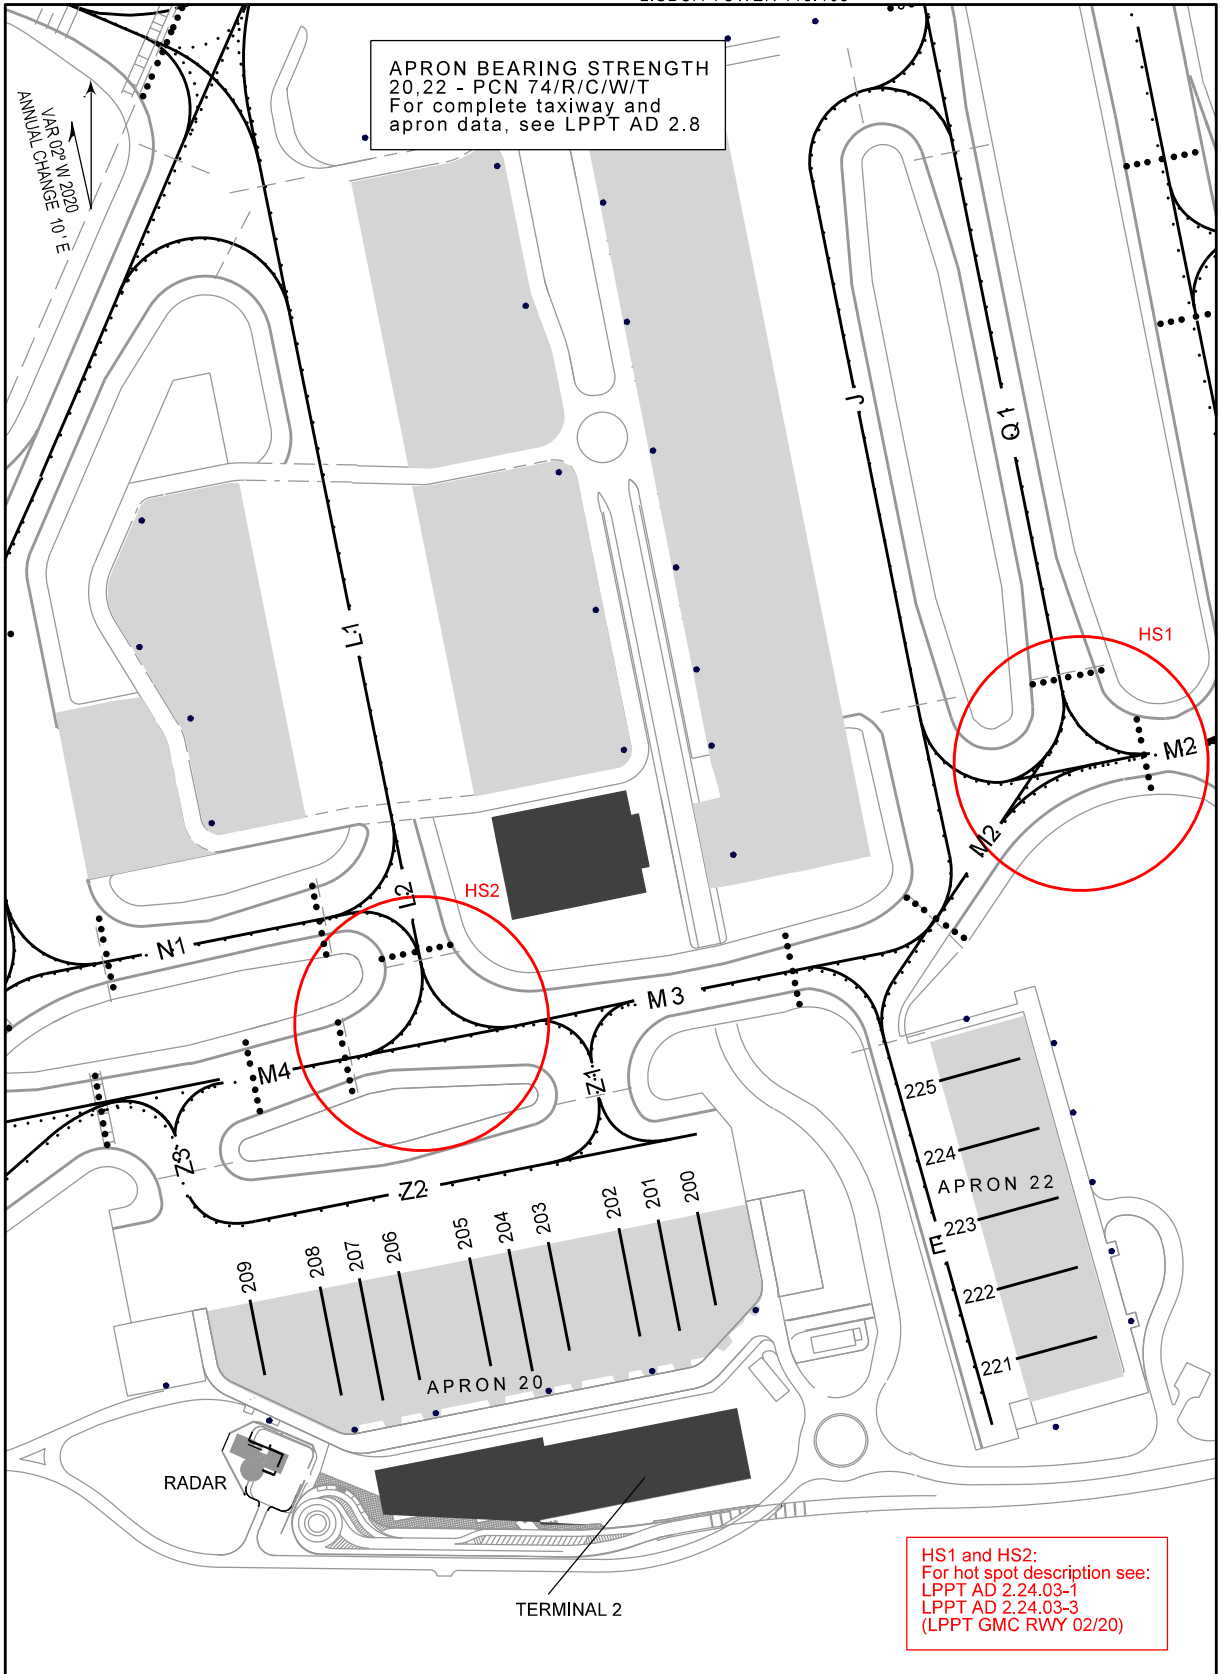 APRON BEARING STRENGTH
20,22 - PCN 74/R/C/W/T
For complete taxiway and
apron data, see LPPT AD 2.8
VAR 02° W 2020
ANNUAL CHANGE 10' E
J
Q1
L1
HS1
M2
M2
L2
HS2
N1
M3
M4
Z1
Z3
Z2
225
224
APRON 22
223
E
222
221
209
208
207
206
205
204
203
202
201
200
APRON 20
RADAR
TERMINAL 2
HS1 and HS2:
For hot spot description see:
LPPT AD 2.24.03-1
LPPT AD 2.24.03-3
(LPPT GMC RWY 02/20)